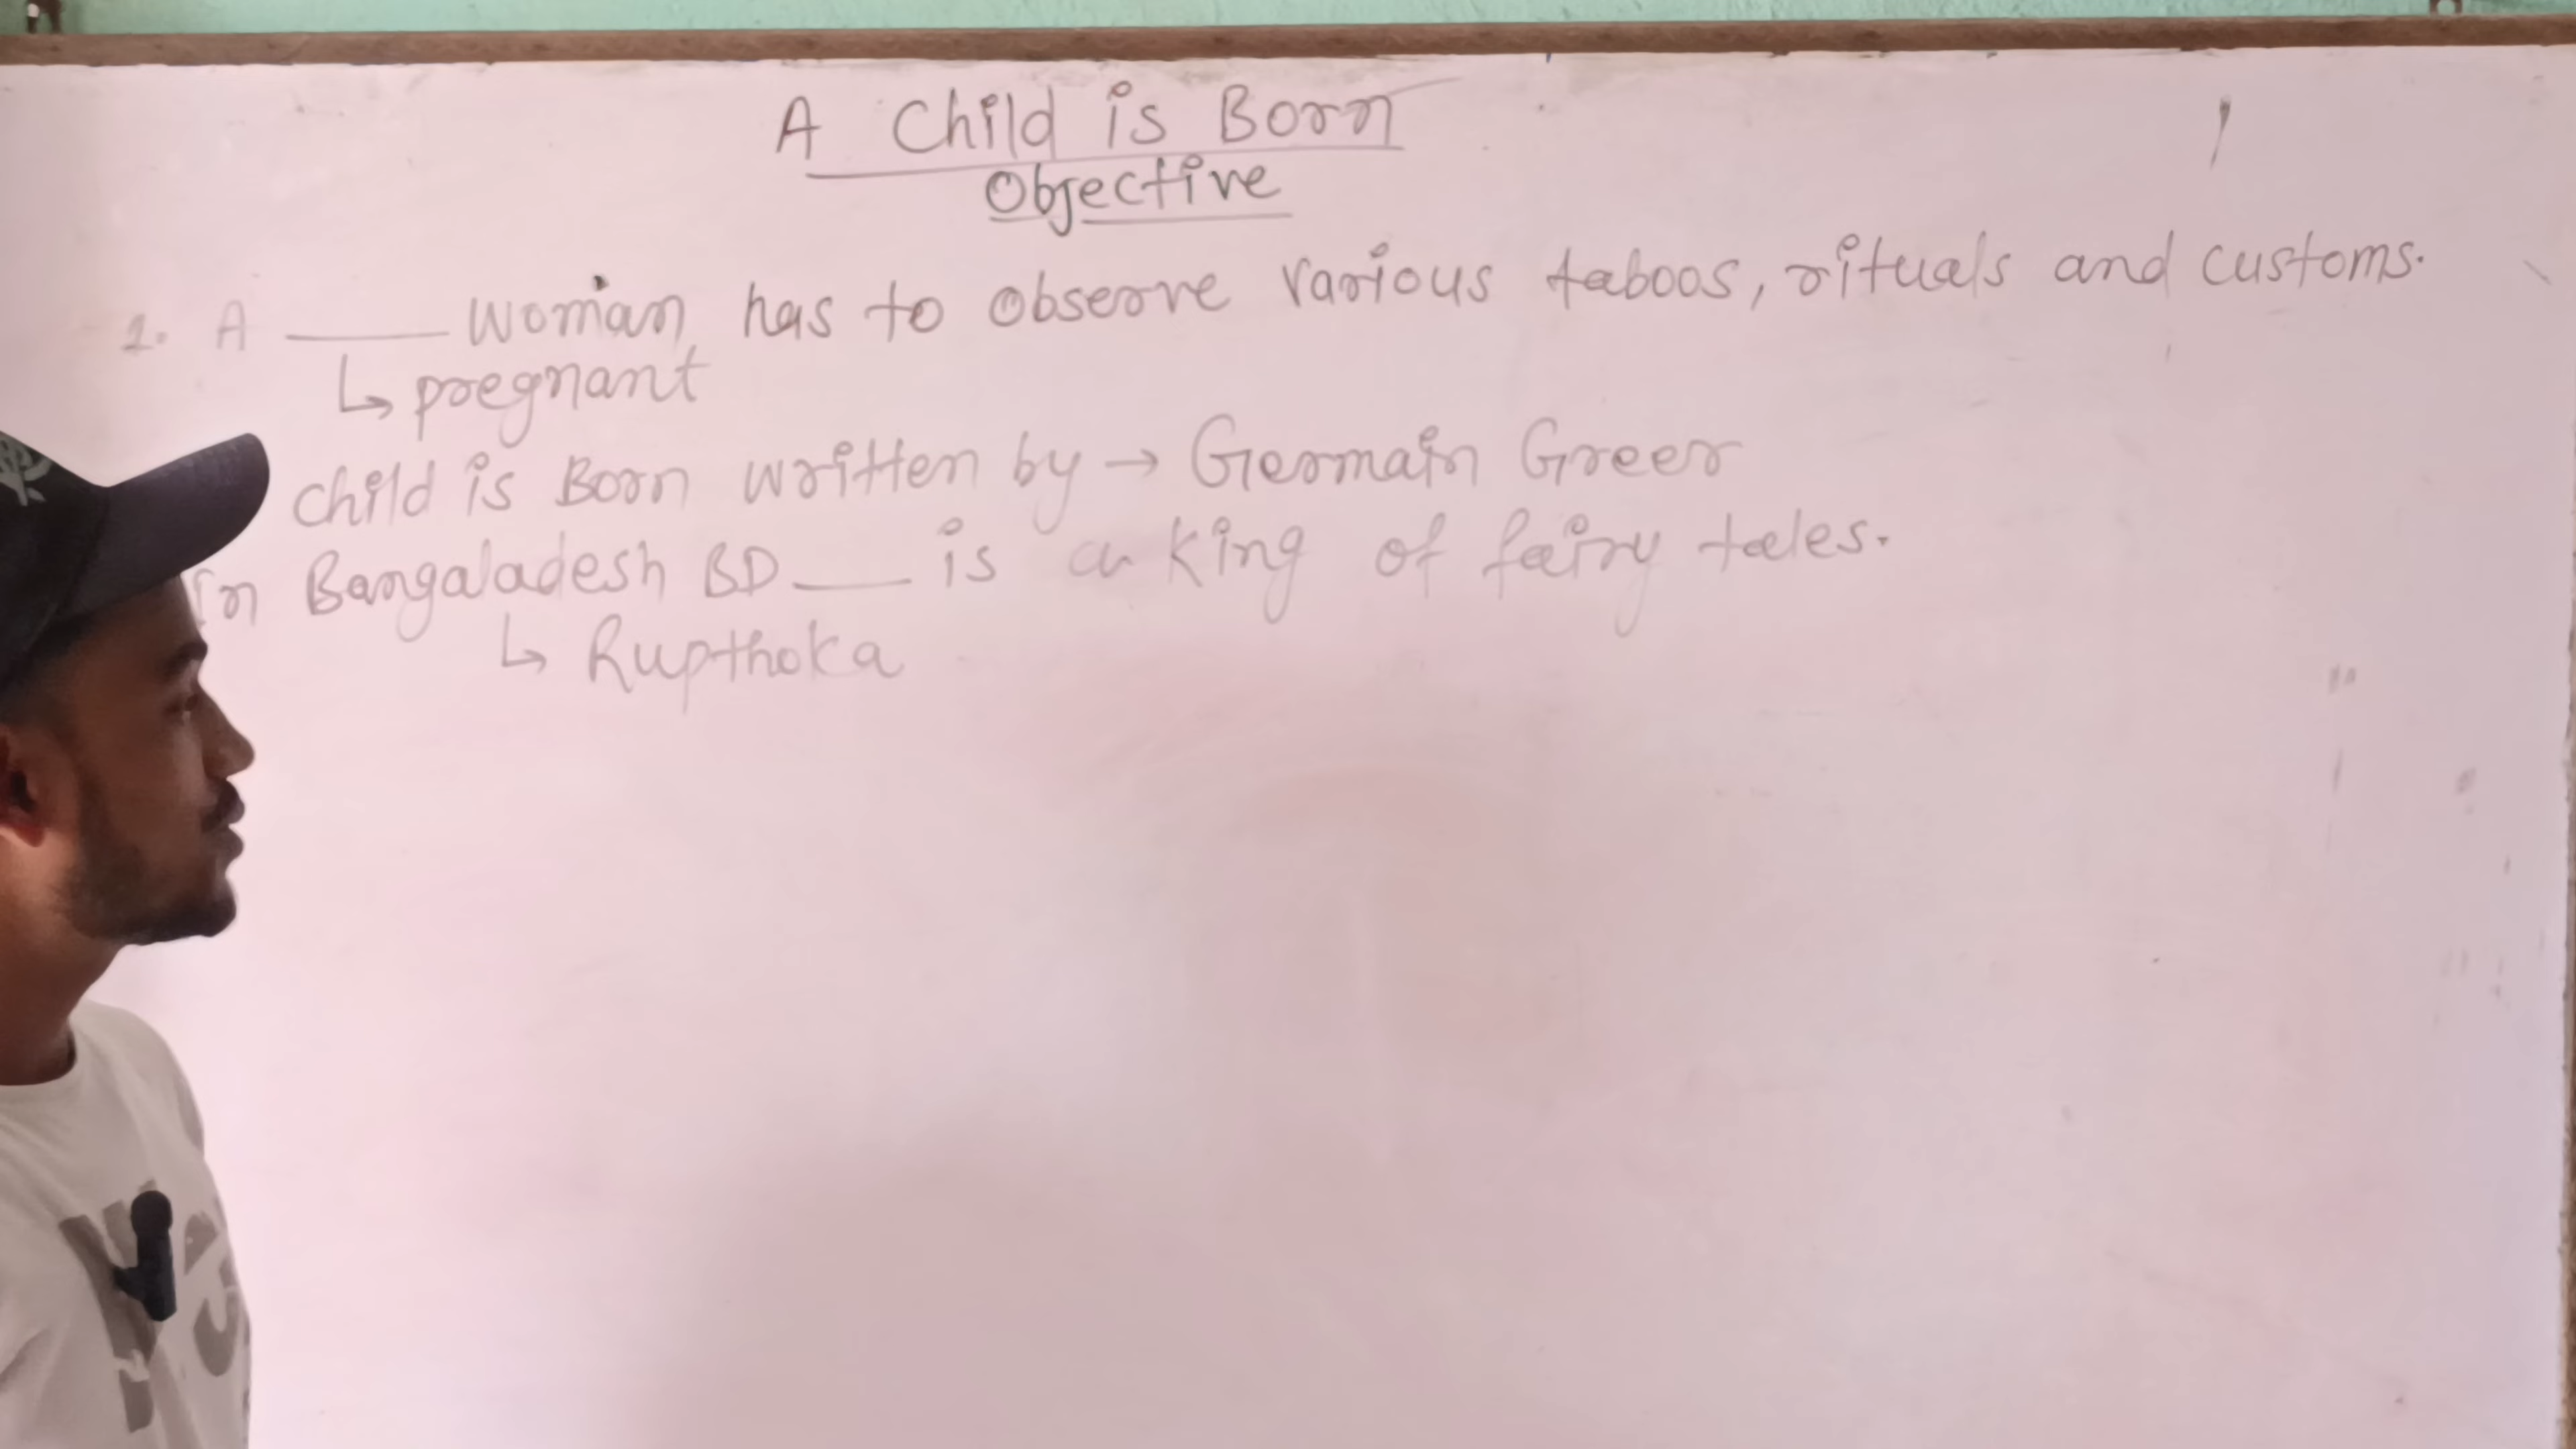 A Child is Born
Objective
1. A ____ woman has to observe various taboos, rituals and customs.
↳ pregnant
child is Born written by → Germain Greer
In Bangaladesh BD ____ is a king of fairy tales.
↳ Rupthoka